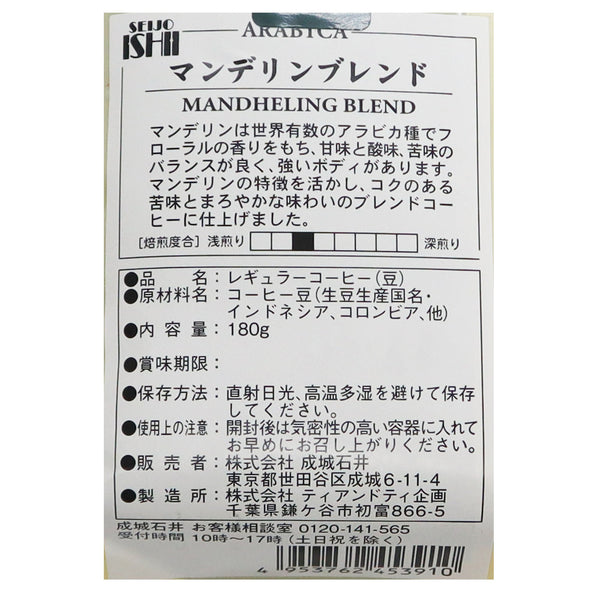 SEIJO
ISHII
ARABICA
マンデリンブレンド
MANDHELING BLEND
マンデリンは世界有数のアラビカ種でフ
ローラルの香りをもち、甘味と酸味、苦味の
バランスが良く、強いボディがあります。
マンデリンの特徴を活かし、コクのある
苦味とまろやかな味わいのブレンドコー
ヒーに仕上げました。
[焙煎度合] 浅煎り 深煎り
●品名：レギュラーコーヒー（豆）
●原材料名：コーヒー豆（生豆生産国名・
インドネシア、コロンビア、他）
●内容量：180g
●賞味期限：
●保存方法：直射日光、高温多湿を避けて保存
してください。
●使用上の注意：開封後は気密性の高い容器に入れて
お早めにお召し上がりください。
●販売者：株式会社 成城石井
東京都世田谷区成城6-11-4
●製造所：株式会社 ティアンドティ企画
千葉県鎌ケ谷市初富866-5
成城石井 お客様相談室 0120-141-565
受付時間 10時〜17時（土日祝を除く）
4 953762 453910